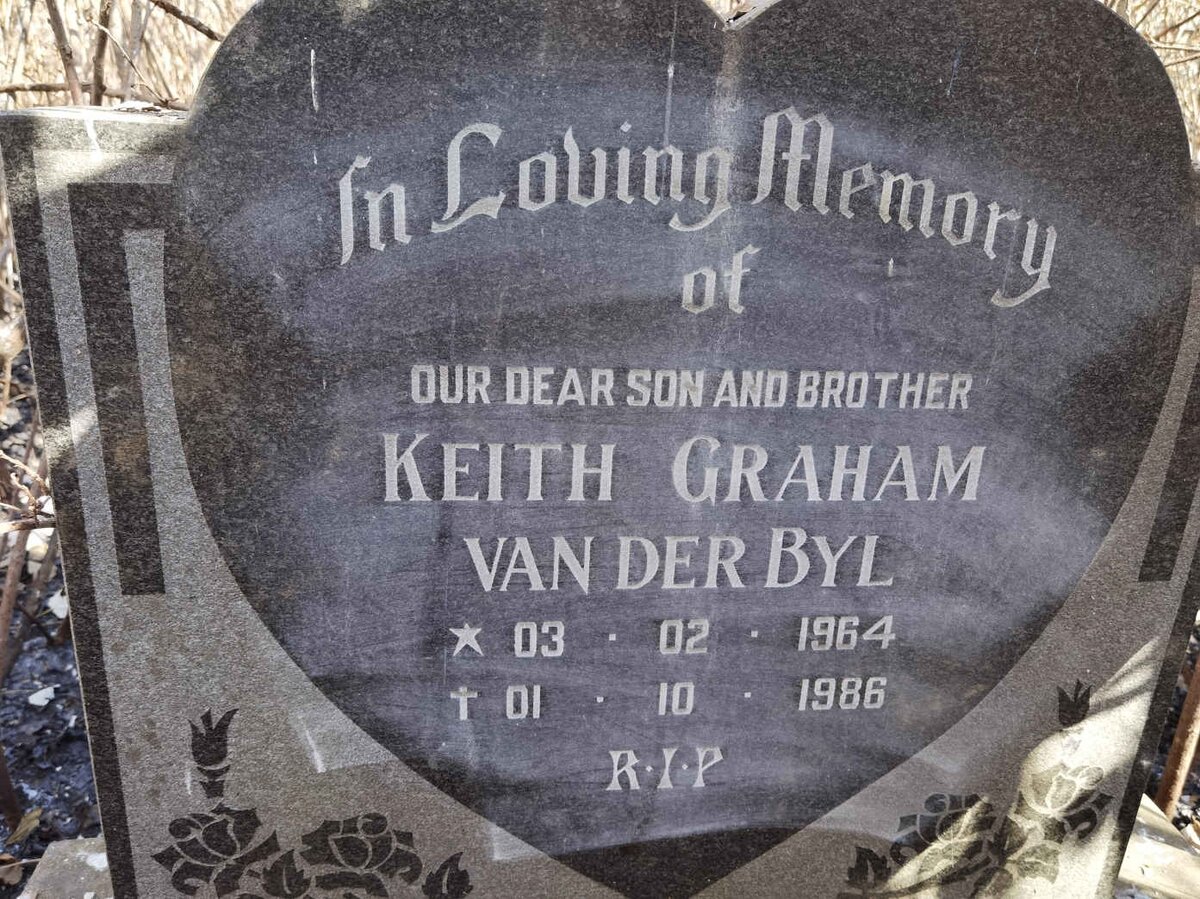 In Loving Memory
of
OUR DEAR SON AND BROTHER
KEITH GRAHAM
VAN DER BYL
★ 03 · 02 · 1964
✝ 01 · 10 · 1986
R·I·P